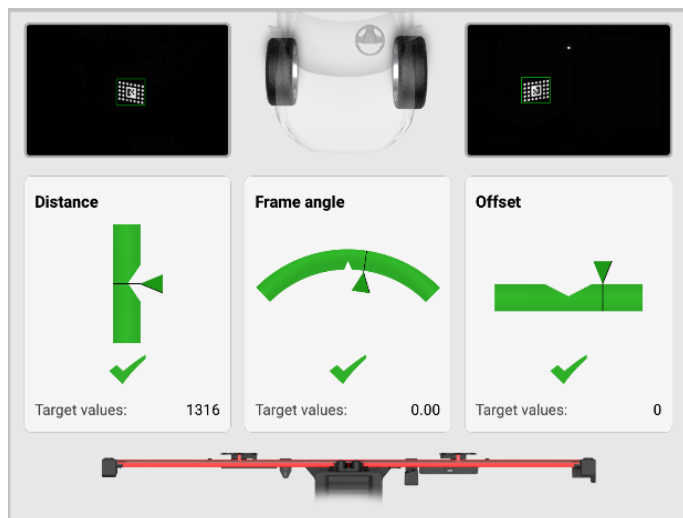 Distance
Frame angle
Offset
Target values: 1316
Target values: 0.00
Target values: 0